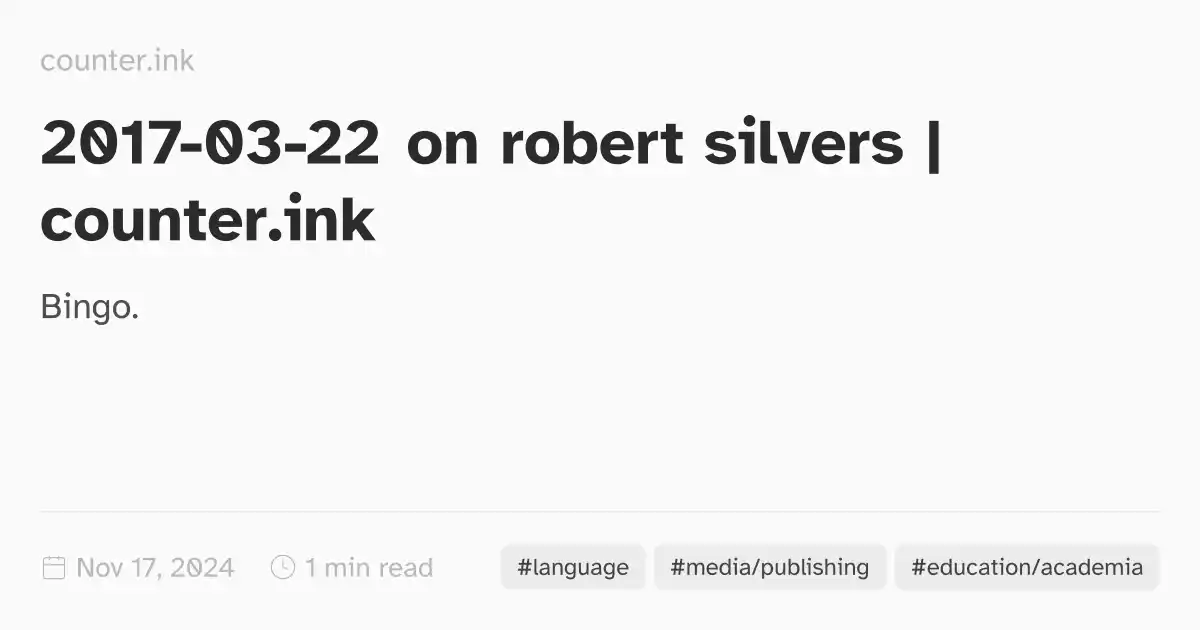 counter.ink
2017-03-22 on robert silvers |
counter.ink
Bingo.
Nov 17, 2024 1 min read #language #media/publishing #education/academia